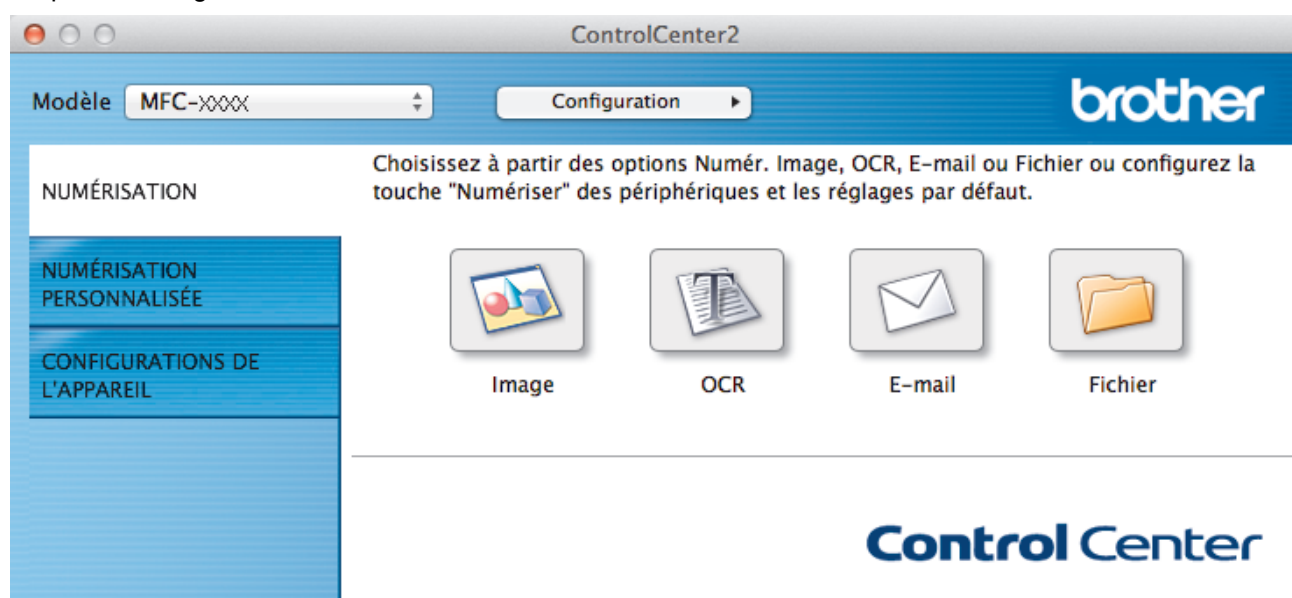 ControlCenter2
Modèle MFC-XXXX Configuration brother
NUMÉRISATION
Choisissez à partir des options Numér. Image, OCR, E-mail ou Fichier ou configurez la
touche "Numériser" des périphériques et les réglages par défaut.
NUMÉRISATION
PERSONNALISÉE
CONFIGURATIONS DE
L'APPAREIL
Image OCR E-mail Fichier
Control Center